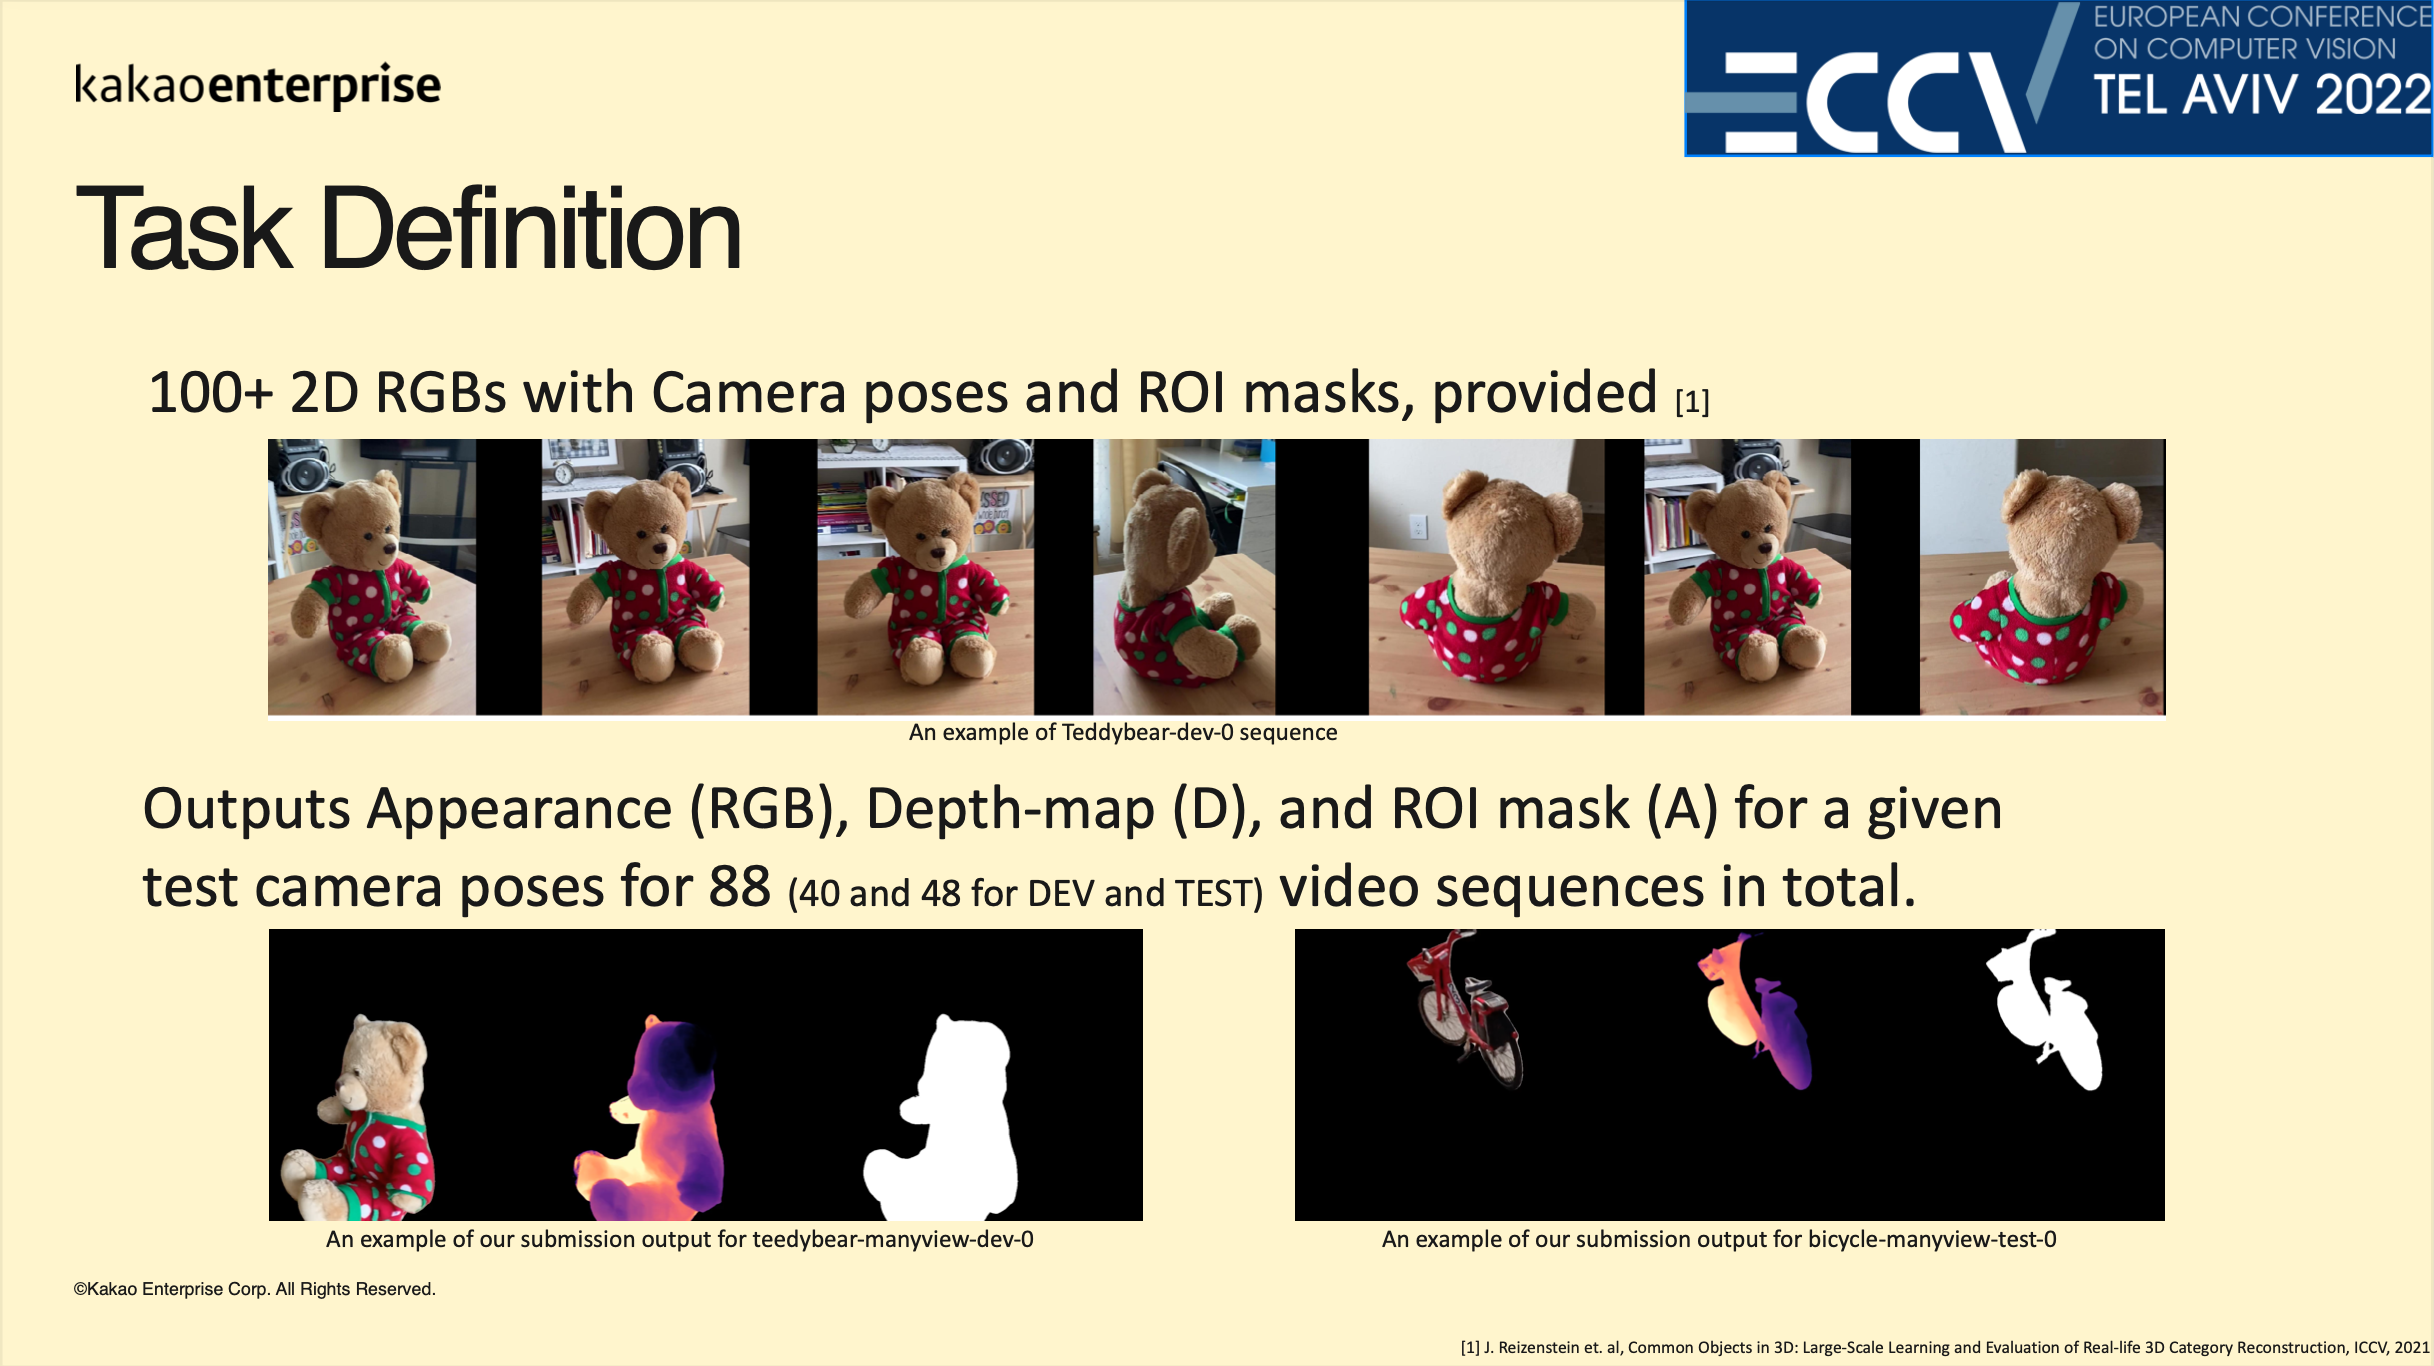 kakaoenterprise
EUROPEAN CONFERENCE
ON COMPUTER VISION
TEL AVIV 2022
ECCV
Task Definition
100+ 2D RGBs with Camera poses and ROI masks, provided [1]
An example of Teddybear-dev-0 sequence
Outputs Appearance (RGB), Depth-map (D), and ROI mask (A) for a given
test camera poses for 88 (40 and 48 for DEV and TEST) video sequences in total.
An example of our submission output for teedybear-manyview-dev-0
An example of our submission output for bicycle-manyview-test-0
©Kakao Enterprise Corp. All Rights Reserved.
[1] J. Reizenstein et. al, Common Objects in 3D: Large-Scale Learning and Evaluation of Real-life 3D Category Reconstruction, ICCV, 2021